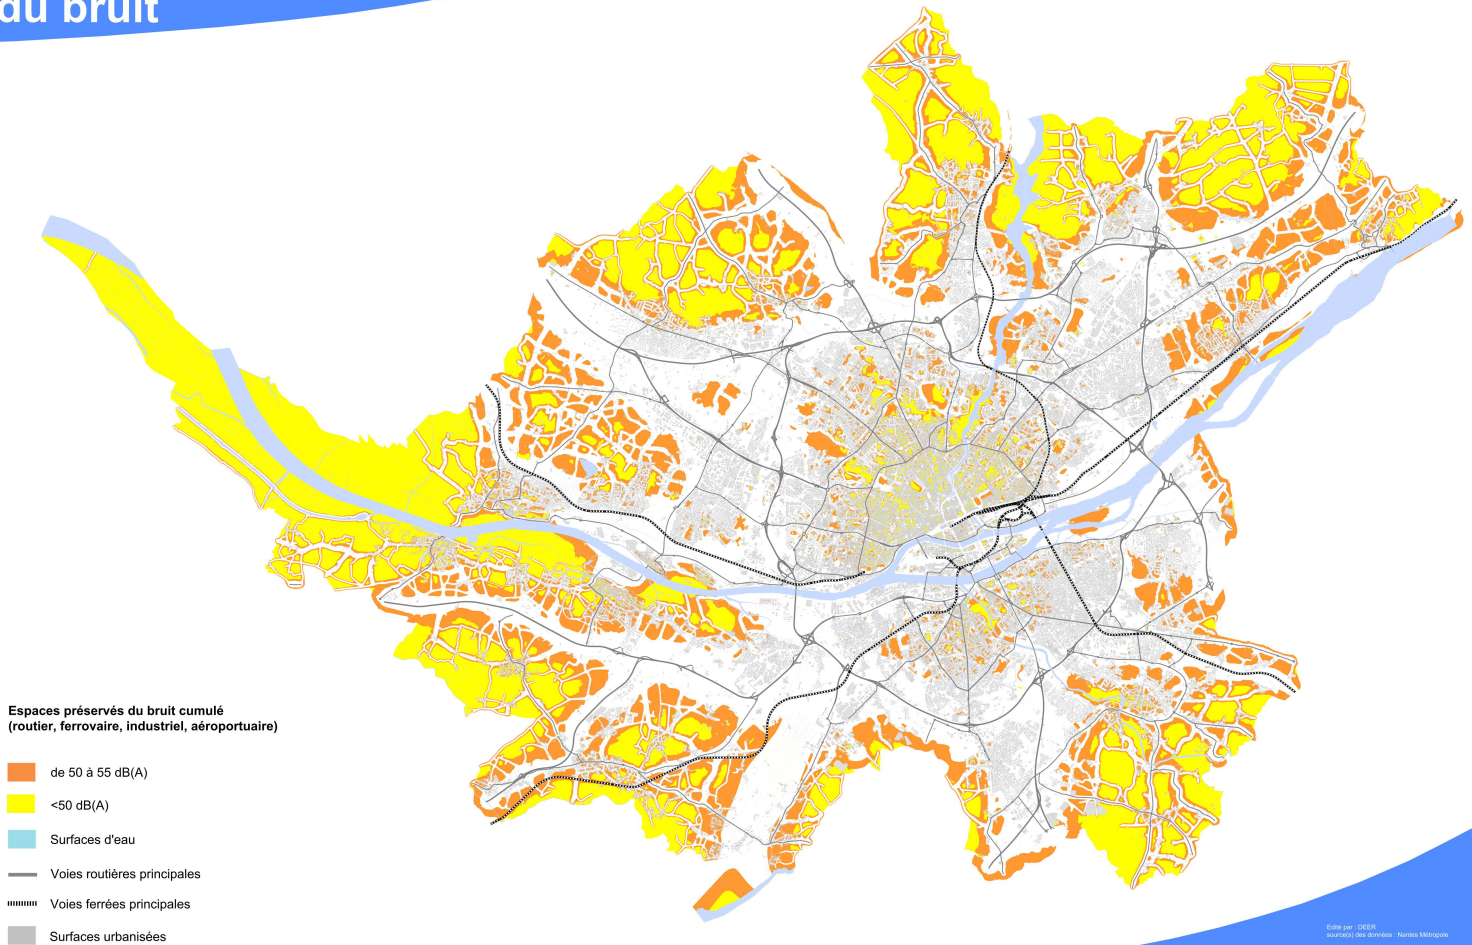 du bruit
Espaces préservés du bruit cumulé
(routier, ferrovaire, industriel, aéroportuaire)
de 50 à 55 dB(A)
<50 dB(A)
Surfaces d'eau
Voies routières principales
Voies ferrées principales
Surfaces urbanisées
Edité par : DEER
source(s) des données : Nantes Métropole